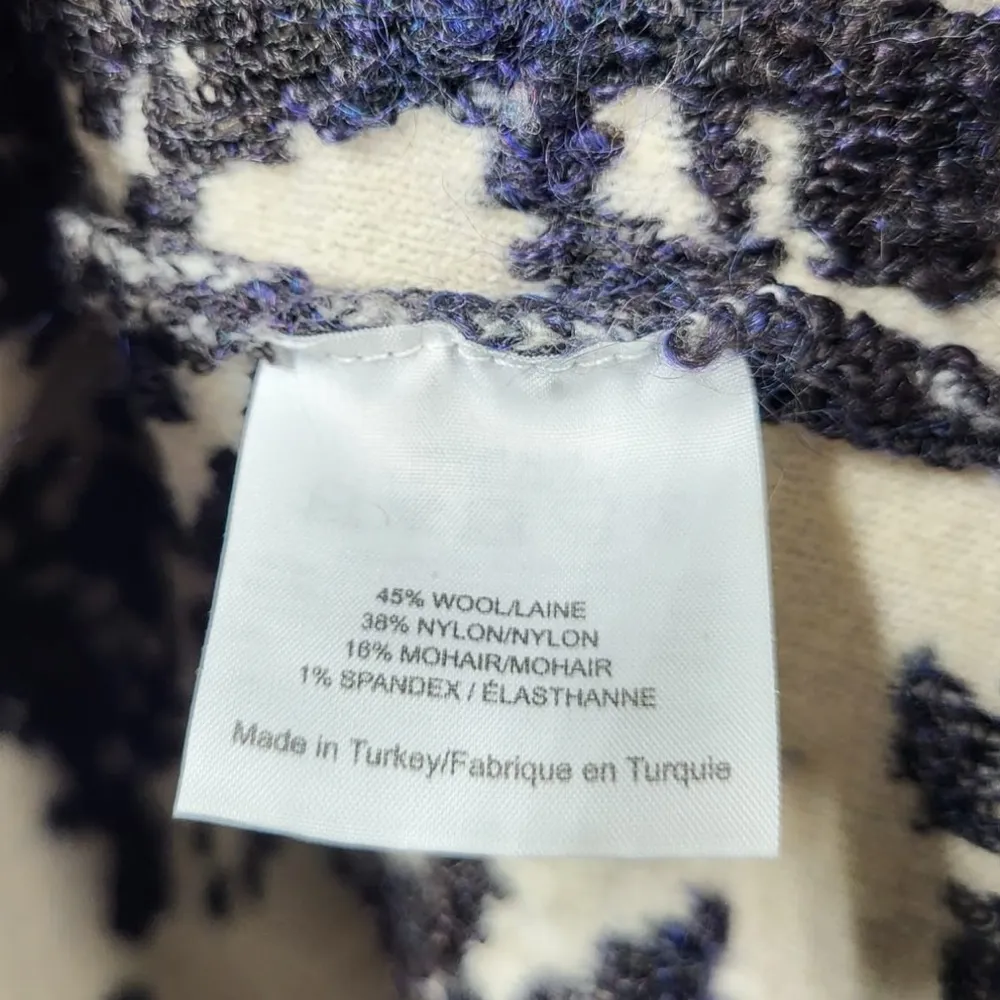 45% WOOL/LAINE
38% NYLON/NYLON
16% MOHAIR/MOHAIR
1% SPANDEX / ÉLASTHANNE
Made in Turkey/Fabrique en Turquie